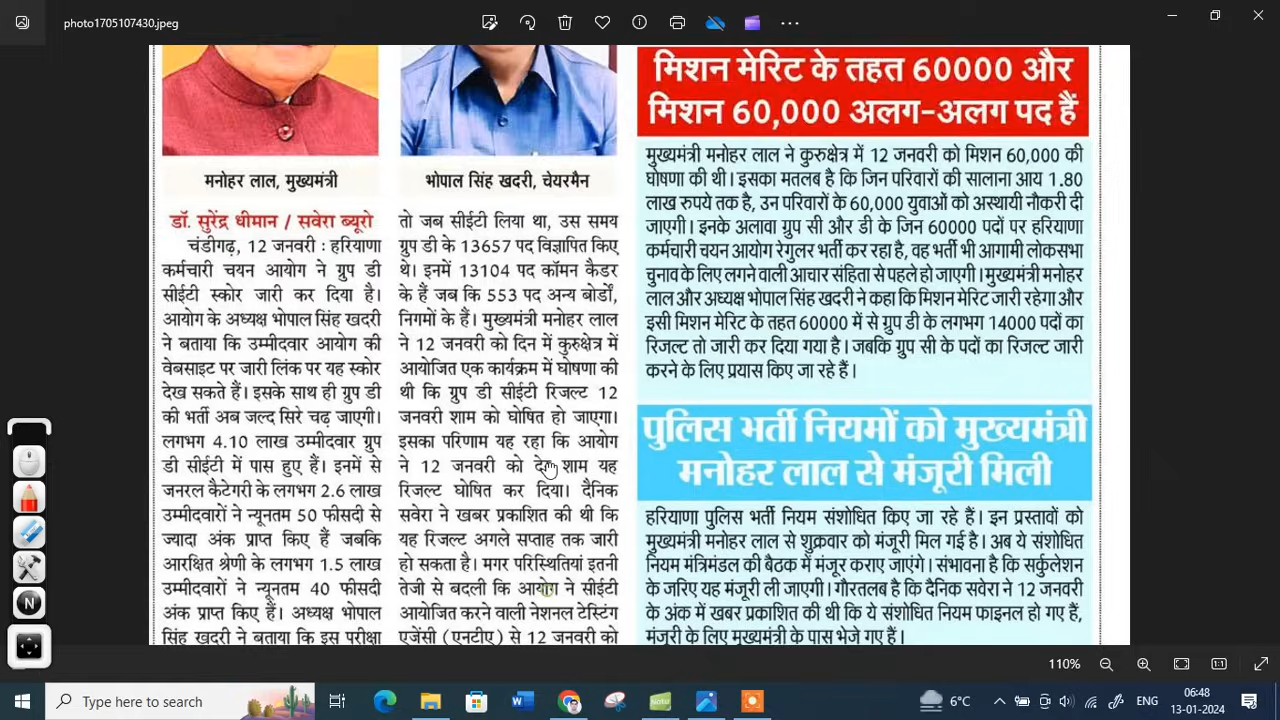 photo1705107430.jpeg
मनोहर लाल, मुख्यमंत्री
भोपाल सिंह खदरी, चेयरमैन
डॉ. सुरेंद्र धीमान / सवेरा ब्यूरो
चंडीगढ़, 12 जनवरी : हरियाणा
कर्मचारी चयन आयोग ने ग्रुप डी
सीईटी स्कोर जारी कर दिया है।
आयोग के अध्यक्ष भोपाल सिंह खदरी
ने बताया कि उम्मीदवार आयोग की
वेबसाइट पर जारी लिंक पर यह स्कोर
देख सकते हैं। इसके साथ ही ग्रुप डी
की भर्ती अब जल्द सिरे चढ़ जाएगी।
लगभग 4.10 लाख उम्मीदवार ग्रुप
डी सीईटी में पास हुए हैं। इनमें से
जनरल कैटेगरी के लगभग 2.6 लाख
उम्मीदवारों ने न्यूनतम 50 फीसदी से
ज्यादा अंक प्राप्त किए हैं जबकि
आरक्षित श्रेणी के लगभग 1.5 लाख
उम्मीदवारों ने न्यूनतम 40 फीसदी
अंक प्राप्त किए हैं। अध्यक्ष भोपाल
सिंह खदरी ने बताया कि इस परीक्षा
तो जब सीईटी लिया था, उस समय
ग्रुप डी के 13657 पद विज्ञापित किए
थे। इनमें 13104 पद कॉमन कैडर
के हैं जब कि 553 पद अन्य बोर्डों,
निगमों के हैं। मुख्यमंत्री मनोहर लाल
ने 12 जनवरी को दिन में कुरुक्षेत्र में
आयोजित एक कार्यक्रम में घोषणा की
थी कि ग्रुप डी सीईटी रिजल्ट 12
जनवरी शाम को घोषित हो जाएगा।
इसका परिणाम यह रहा कि आयोग
ने 12 जनवरी को देर शाम यह
रिजल्ट घोषित कर दिया। दैनिक
सवेरा ने खबर प्रकाशित की थी कि
यह रिजल्ट अगले सप्ताह तक जारी
हो सकता है। मगर परिस्थितियां इतनी
तेजी से बदली कि आयोग ने सीईटी
आयोजित करने वाली नेशनल टेस्टिंग
एजेंसी (एनटीए) से 12 जनवरी को
मिशन मेरिट के तहत 60000 और
मिशन 60,000 अलग-अलग पद हैं
मुख्यमंत्री मनोहर लाल ने कुरुक्षेत्र में 12 जनवरी को मिशन 60,000 की
घोषणा की थी। इसका मतलब है कि जिन परिवारों की सालाना आय 1.80
लाख रुपये तक है, उन परिवारों के 60,000 युवाओं को अस्थायी नौकरी दी
जाएगी। इनके अलावा ग्रुप सी और डी के जिन 60000 पदों पर हरियाणा
कर्मचारी चयन आयोग रेगुलर भर्ती कर रहा है, वह भर्ती भी आगामी लोकसभा
चुनाव के लिए लगने वाली आचार संहिता से पहले हो जाएगी। मुख्यमंत्री मनोहर
लाल और अध्यक्ष भोपाल सिंह खदरी ने कहा कि मिशन मेरिट जारी रहेगा और
इसी मिशन मेरिट के तहत 60000 में से ग्रुप डी के लगभग 14000 पदों का
रिजल्ट तो जारी कर दिया गया है। जबकि ग्रुप सी के पदों का रिजल्ट जारी
करने के लिए प्रयास किए जा रहे हैं।
पुलिस भर्ती नियमों को मुख्यमंत्री
मनोहर लाल से मंजूरी मिली
हरियाणा पुलिस भर्ती नियम संशोधित किए जा रहे हैं। इन प्रस्तावों को
मुख्यमंत्री मनोहर लाल से शुक्रवार को मंजूरी मिल गई है। अब ये संशोधित
नियम मंत्रिमंडल की बैठक में मंजूर कराए जाएंगे। संभावना है कि सर्कुलेशन
के जरिए यह मंजूरी ली जाएगी। गौरतलब है कि दैनिक सवेरा ने 12 जनवरी
के अंक में खबर प्रकाशित की थी कि ये संशोधित नियम फाइनल हो गए हैं,
मंजूरी के लिए मुख्यमंत्री के पास भेजे गए हैं।
N
110%
1:1
Type here to search
W
Note
6°C
ENG
06:48
13-01-2024